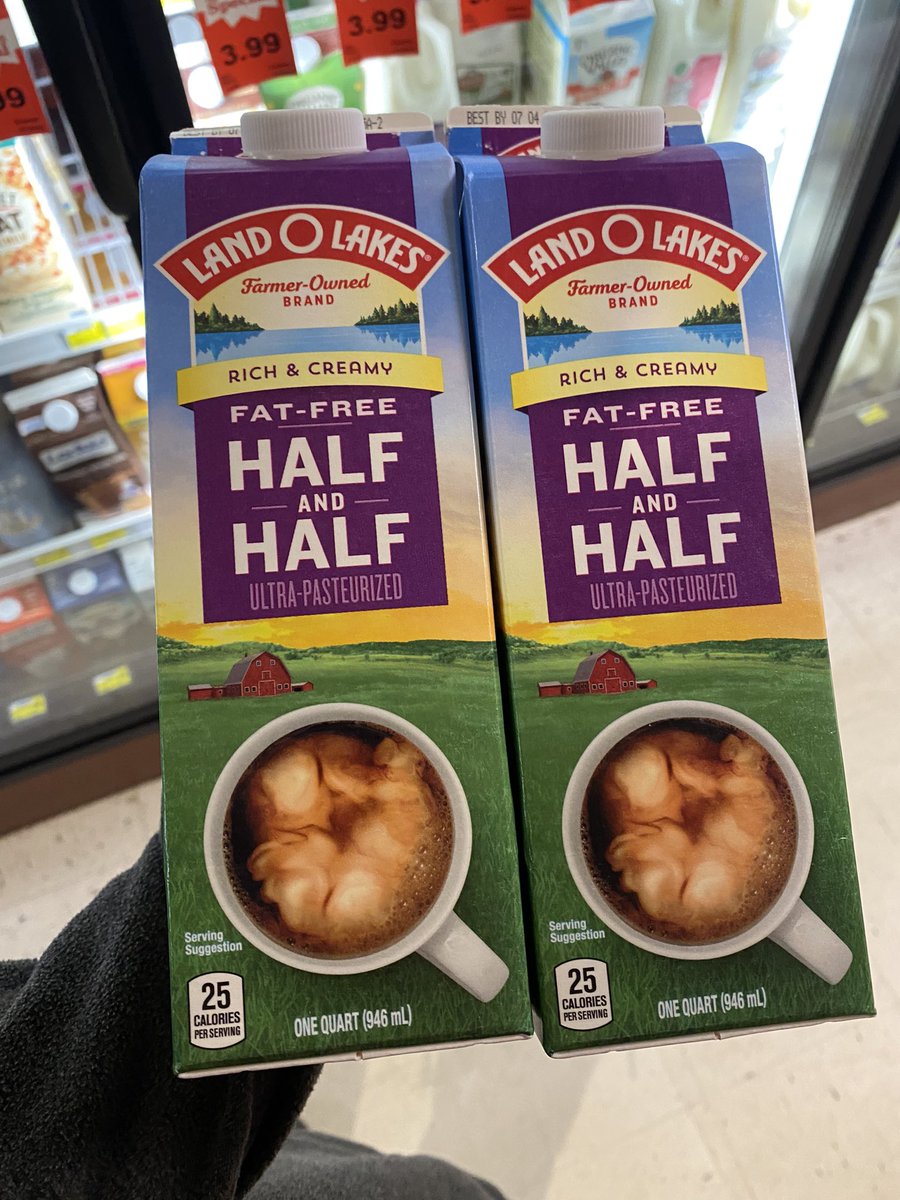 Special
3.99
3.99
99
BEST BY 07 04
LAND O LAKES®
Farmer-Owned
BRAND
RICH & CREAMY
FAT-FREE
HALF
AND
HALF
ULTRA-PASTEURIZED
Serving
Suggestion
25
CALORIES
PER SERVING
ONE QUART (946 mL)
LAND O LAKES®
Farmer-Owned
BRAND
RICH & CREAMY
FAT-FREE
HALF
AND
HALF
ULTRA-PASTEURIZED
Serving
Suggestion
25
CALORIES
PER SERVING
ONE QUART (946 mL)